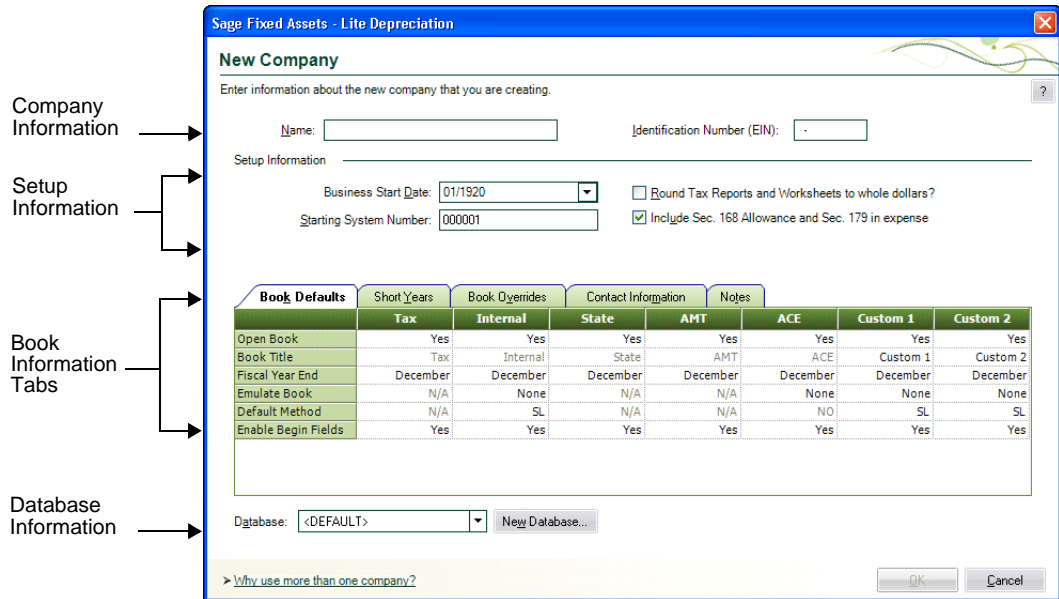 Sage Fixed Assets - Lite Depreciation
New Company
Enter information about the new company that you are creating.
?
Company
Information
Name:
Identification Number (EIN): -
Setup Information
Setup
Information
Business Start Date: 01/1920
Round Tax Reports and Worksheets to whole dollars?
Starting System Number: 000001
Include Sec. 168 Allowance and Sec. 179 in expense
Book
Information
Tabs
Book Defaults Short Years Book Overrides Contact Information Notes
Tax Internal State AMT ACE Custom 1 Custom 2
Open Book Yes Yes Yes Yes Yes Yes Yes
Book Title Tax Internal State AMT ACE Custom 1 Custom 2
Fiscal Year End December December December December December December December
Emulate Book N/A None N/A N/A None None None
Default Method N/A SL N/A N/A NO SL SL
Enable Begin Fields Yes Yes Yes Yes Yes Yes Yes
Database
Information
Database: <DEFAULT> New Database...
Why use more than one company?
OK Cancel